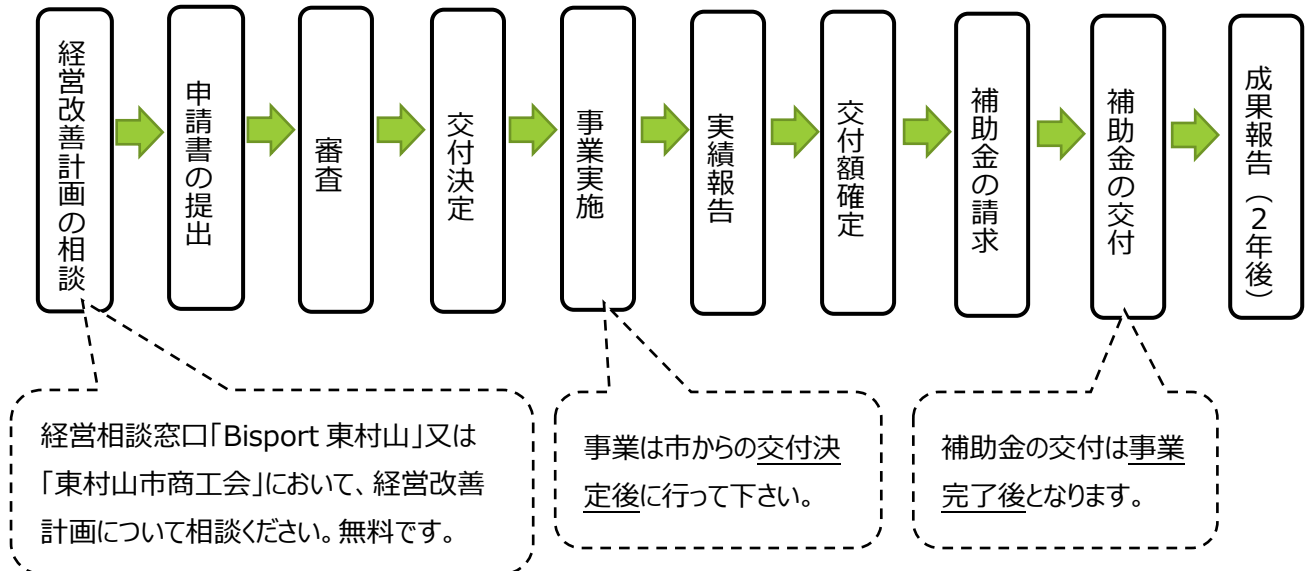 経営改善計画の相談
申請書の提出
審査
交付決定
事業実施
実績報告
交付額確定
補助金の請求
補助金の交付
成果報告（２年後）
経営相談窓口「Bisport 東村山」又は
「東村山市商工会」において、経営改善
計画について相談ください。無料です。
事業は市からの交付決
定後に行って下さい。
補助金の交付は事業
完了後となります。